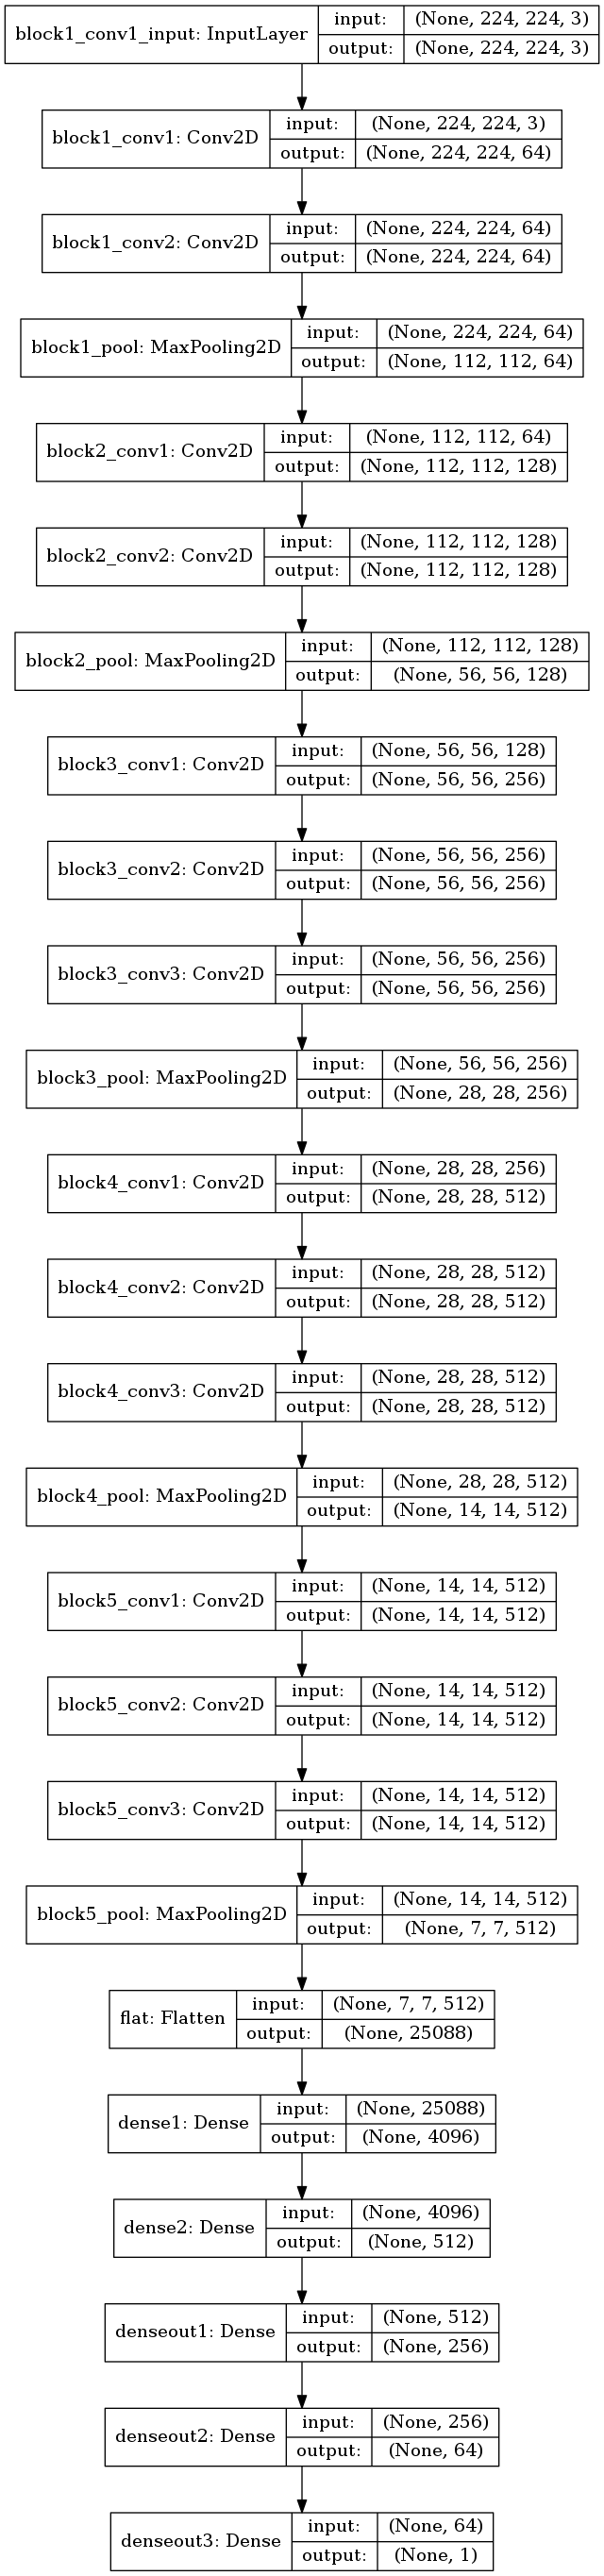 block1_conv1_input: InputLayer
input: (None, 224, 224, 3)
output: (None, 224, 224, 3)
block1_conv1: Conv2D
input: (None, 224, 224, 3)
output: (None, 224, 224, 64)
block1_conv2: Conv2D
input: (None, 224, 224, 64)
output: (None, 224, 224, 64)
block1_pool: MaxPooling2D
input: (None, 224, 224, 64)
output: (None, 112, 112, 64)
block2_conv1: Conv2D
input: (None, 112, 112, 64)
output: (None, 112, 112, 128)
block2_conv2: Conv2D
input: (None, 112, 112, 128)
output: (None, 112, 112, 128)
block2_pool: MaxPooling2D
input: (None, 112, 112, 128)
output: (None, 56, 56, 128)
block3_conv1: Conv2D
input: (None, 56, 56, 128)
output: (None, 56, 56, 256)
block3_conv2: Conv2D
input: (None, 56, 56, 256)
output: (None, 56, 56, 256)
block3_conv3: Conv2D
input: (None, 56, 56, 256)
output: (None, 56, 56, 256)
block3_pool: MaxPooling2D
input: (None, 56, 56, 256)
output: (None, 28, 28, 256)
block4_conv1: Conv2D
input: (None, 28, 28, 256)
output: (None, 28, 28, 512)
block4_conv2: Conv2D
input: (None, 28, 28, 512)
output: (None, 28, 28, 512)
block4_conv3: Conv2D
input: (None, 28, 28, 512)
output: (None, 28, 28, 512)
block4_pool: MaxPooling2D
input: (None, 28, 28, 512)
output: (None, 14, 14, 512)
block5_conv1: Conv2D
input: (None, 14, 14, 512)
output: (None, 14, 14, 512)
block5_conv2: Conv2D
input: (None, 14, 14, 512)
output: (None, 14, 14, 512)
block5_conv3: Conv2D
input: (None, 14, 14, 512)
output: (None, 14, 14, 512)
block5_pool: MaxPooling2D
input: (None, 14, 14, 512)
output: (None, 7, 7, 512)
flat: Flatten
input: (None, 7, 7, 512)
output: (None, 25088)
dense1: Dense
input: (None, 25088)
output: (None, 4096)
dense2: Dense
input: (None, 4096)
output: (None, 512)
denseout1: Dense
input: (None, 512)
output: (None, 256)
denseout2: Dense
input: (None, 256)
output: (None, 64)
denseout3: Dense
input: (None, 64)
output: (None, 1)